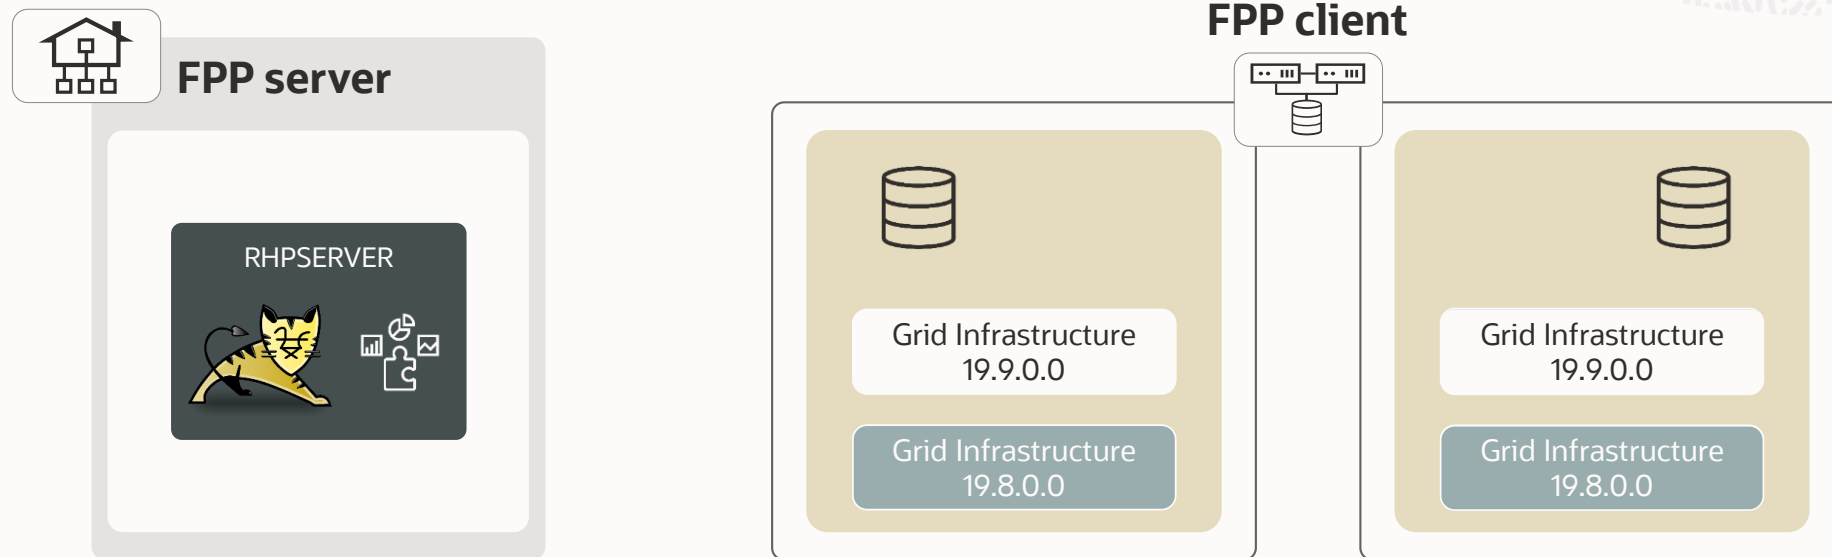 FPP server
RHPSERVER
FPP client
Grid Infrastructure
19.9.0.0
Grid Infrastructure
19.8.0.0
Grid Infrastructure
19.9.0.0
Grid Infrastructure
19.8.0.0